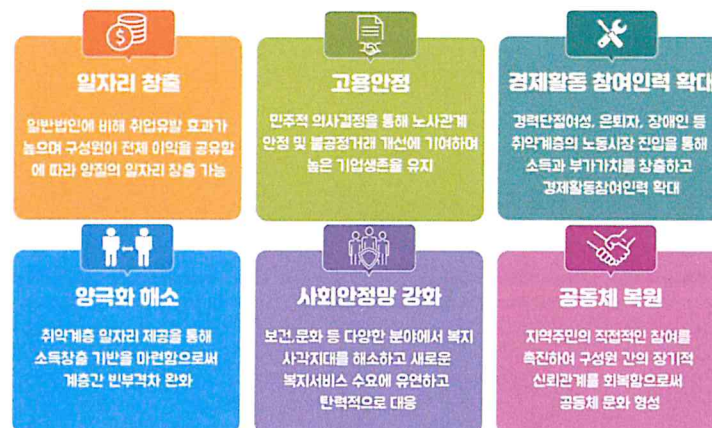 일자리 창출
일반법인에 비해 취업유발 효과가
높으며 구성원이 전체 이익을 공유함
에 따라 양질의 일자리 창출 가능
고용안정
민주적 의사결정을 통해 노사관계
안정 및 불공정거래 개선에 기여하며
높은 기업생존율 유지
경제활동 참여인력 확대
경력단절여성, 은퇴자, 장애인 등
취약계층의 노동시장 진입을 통해
소득과 부가가치를 창출하고
경제활동참여인력 확대
양극화 해소
취약계층 일자리 제공을 통해
소득창출 기반을 마련함으로써
계층간 빈부격차 완화
사회안정망 강화
보건,문화 등 다양한 분야에서 복지
사각지대를 해소하고 새로운
복지서비스 수요에 유연하고
탄력적으로 대응
공동체 복원
지역주민의 직접적인 참여를
촉진하여 구성원 간의 장기적
신뢰관계를 회복함으로써
공동체 문화 형성